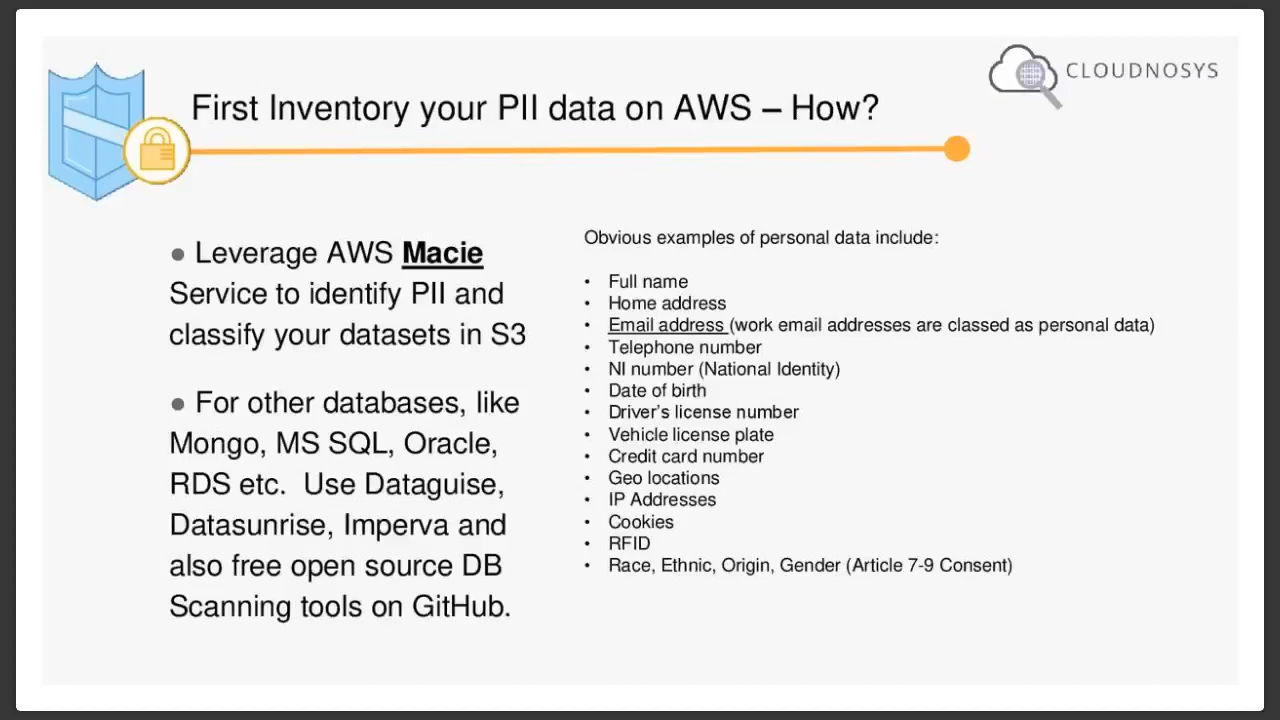 CLOUDNOSYS
First Inventory your PII data on AWS – How?
● Leverage AWS Macie
Service to identify PII and
classify your datasets in S3
● For other databases, like
Mongo, MS SQL, Oracle,
RDS etc.  Use Dataguise,
Datasunrise, Imperva and
also free open source DB
Scanning tools on GitHub.
Obvious examples of personal data include:
• Full name
• Home address
• Email address (work email addresses are classed as personal data)
• Telephone number
• NI number (National Identity)
• Date of birth
• Driver's license number
• Vehicle license plate
• Credit card number
• Geo locations
• IP Addresses
• Cookies
• RFID
• Race, Ethnic, Origin, Gender (Article 7-9 Consent)